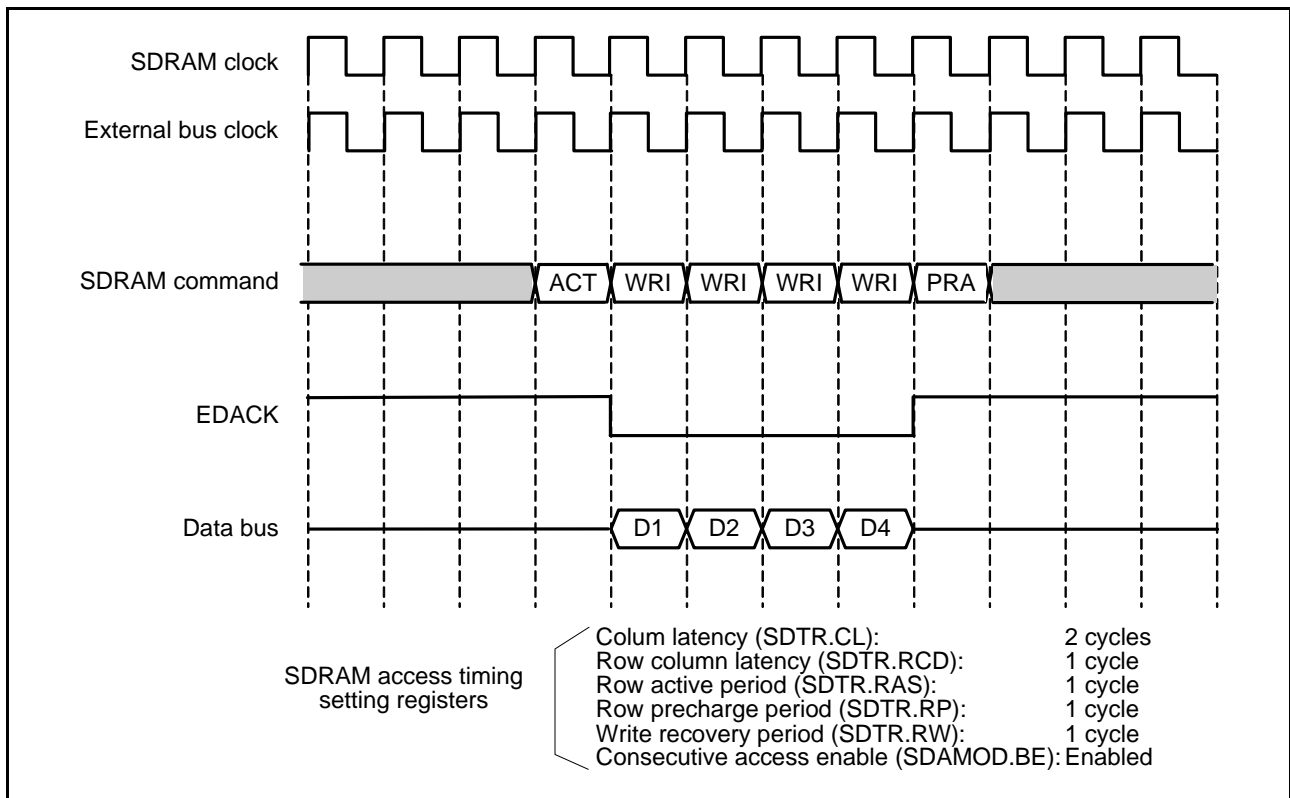 SDRAM clock
External bus clock
SDRAM command
ACT WRI WRI WRI WRI PRA
EDACK
Data bus
D1 D2 D3 D4
SDRAM access timing
setting registers
Colum latency (SDTR.CL): 2 cycles
Row column latency (SDTR.RCD): 1 cycle
Row active period (SDTR.RAS): 1 cycle
Row precharge period (SDTR.RP): 1 cycle
Write recovery period (SDTR.RW): 1 cycle
Consecutive access enable (SDAMOD.BE): Enabled